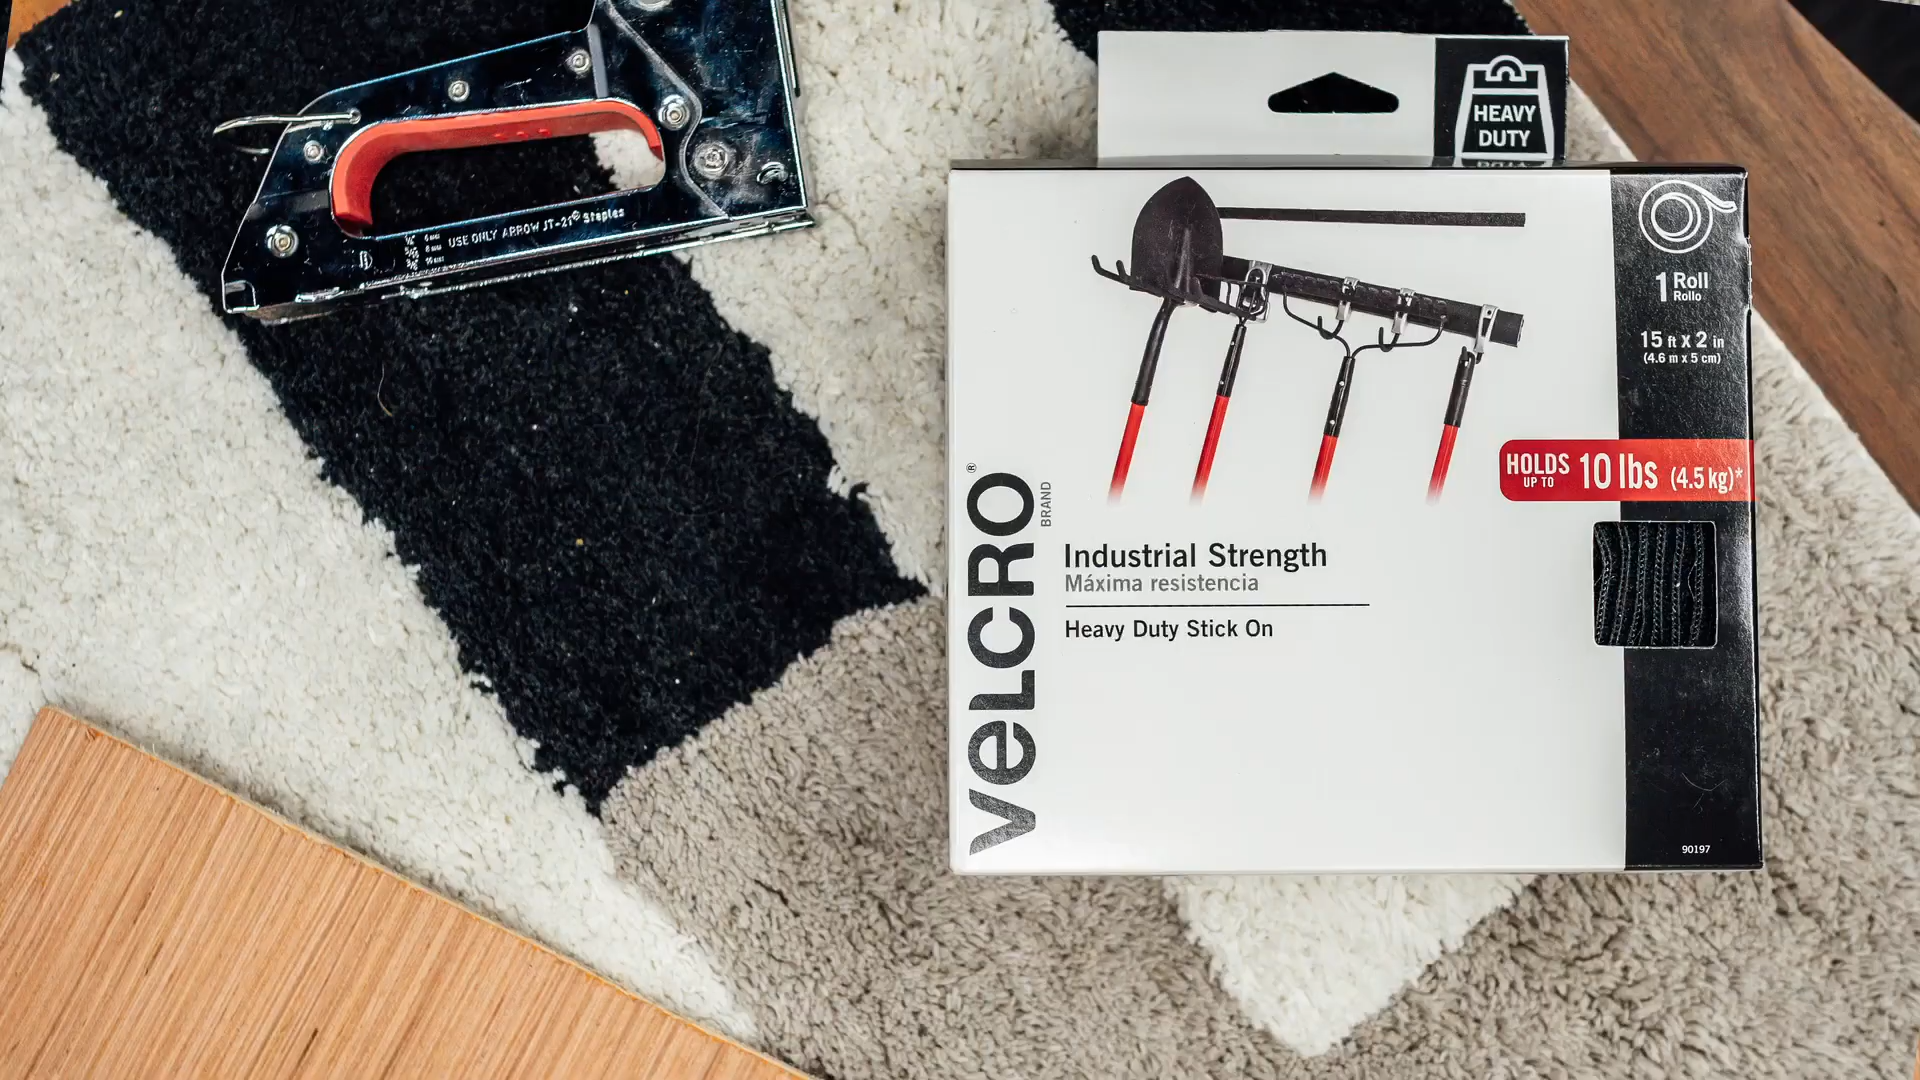 USE ONLY ARROW JT-21® Staples
HEAVY
DUTY
1 Roll
Rollo
15 ft x 2 in
(4.6 m x 5 cm)
HOLDS
UP TO
10 lbs (4.5 kg)*
VELCRO®
BRAND
Industrial Strength
Máxima resistencia
Heavy Duty Stick On
90197